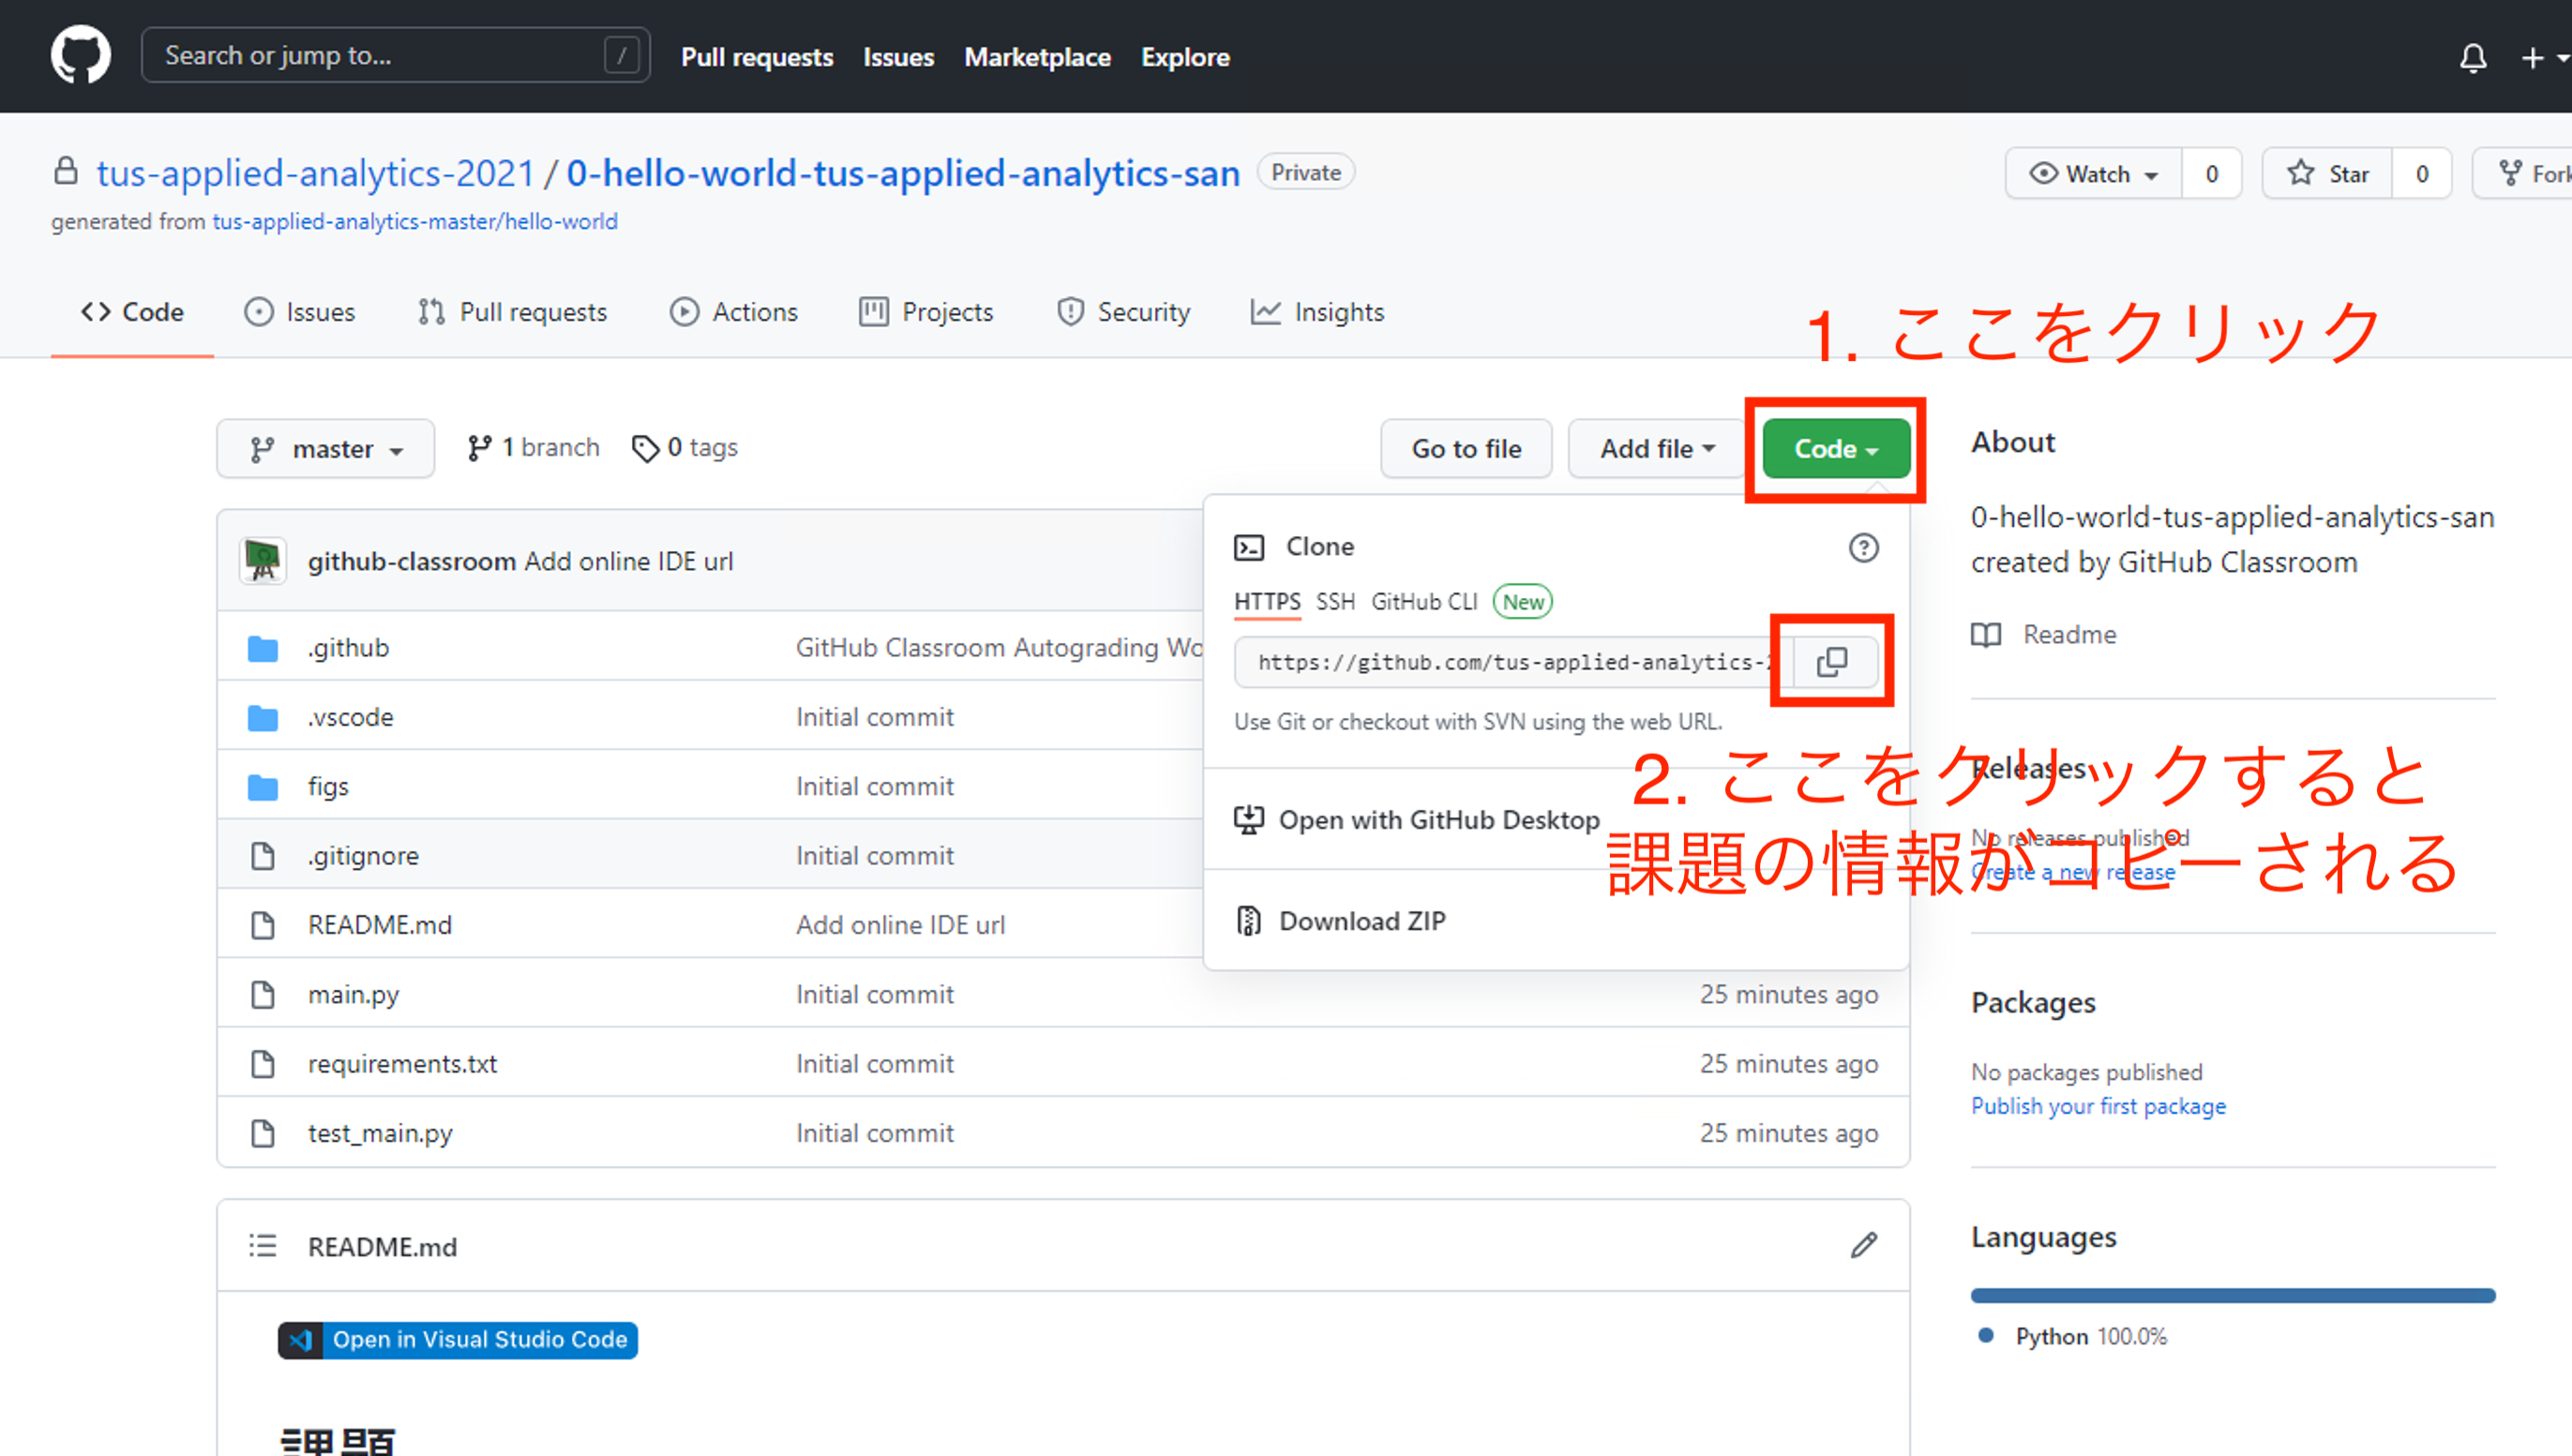 Search or jump to...
/
Pull requests
Issues
Marketplace
Explore
tus-applied-analytics-2021 / 0-hello-world-tus-applied-analytics-san
Private
generated from tus-applied-analytics-master/hello-world
Watch
0
Star
0
Fork
Code
Issues
Pull requests
Actions
Projects
Security
Insights
1. ここをクリック
master
1 branch
0 tags
Go to file
Add file
Code
About
0-hello-world-tus-applied-analytics-san
created by GitHub Classroom
Readme
github-classroom Add online IDE url
Clone
HTTPS SSH GitHub CLI New
https://github.com/tus-applied-analytics-2
Use Git or checkout with SVN using the web URL.
Open with GitHub Desktop
Download ZIP
2. ここをクリックすると
課題の情報がコピーされる
Releases
No releases published
Create a new release
.github
GitHub Classroom Autograding Wo
.vscode
Initial commit
figs
Initial commit
.gitignore
Initial commit
README.md
Add online IDE url
main.py
Initial commit
25 minutes ago
requirements.txt
Initial commit
25 minutes ago
test_main.py
Initial commit
25 minutes ago
Packages
No packages published
Publish your first package
Languages
Python 100.0%
README.md
Open in Visual Studio Code
課題